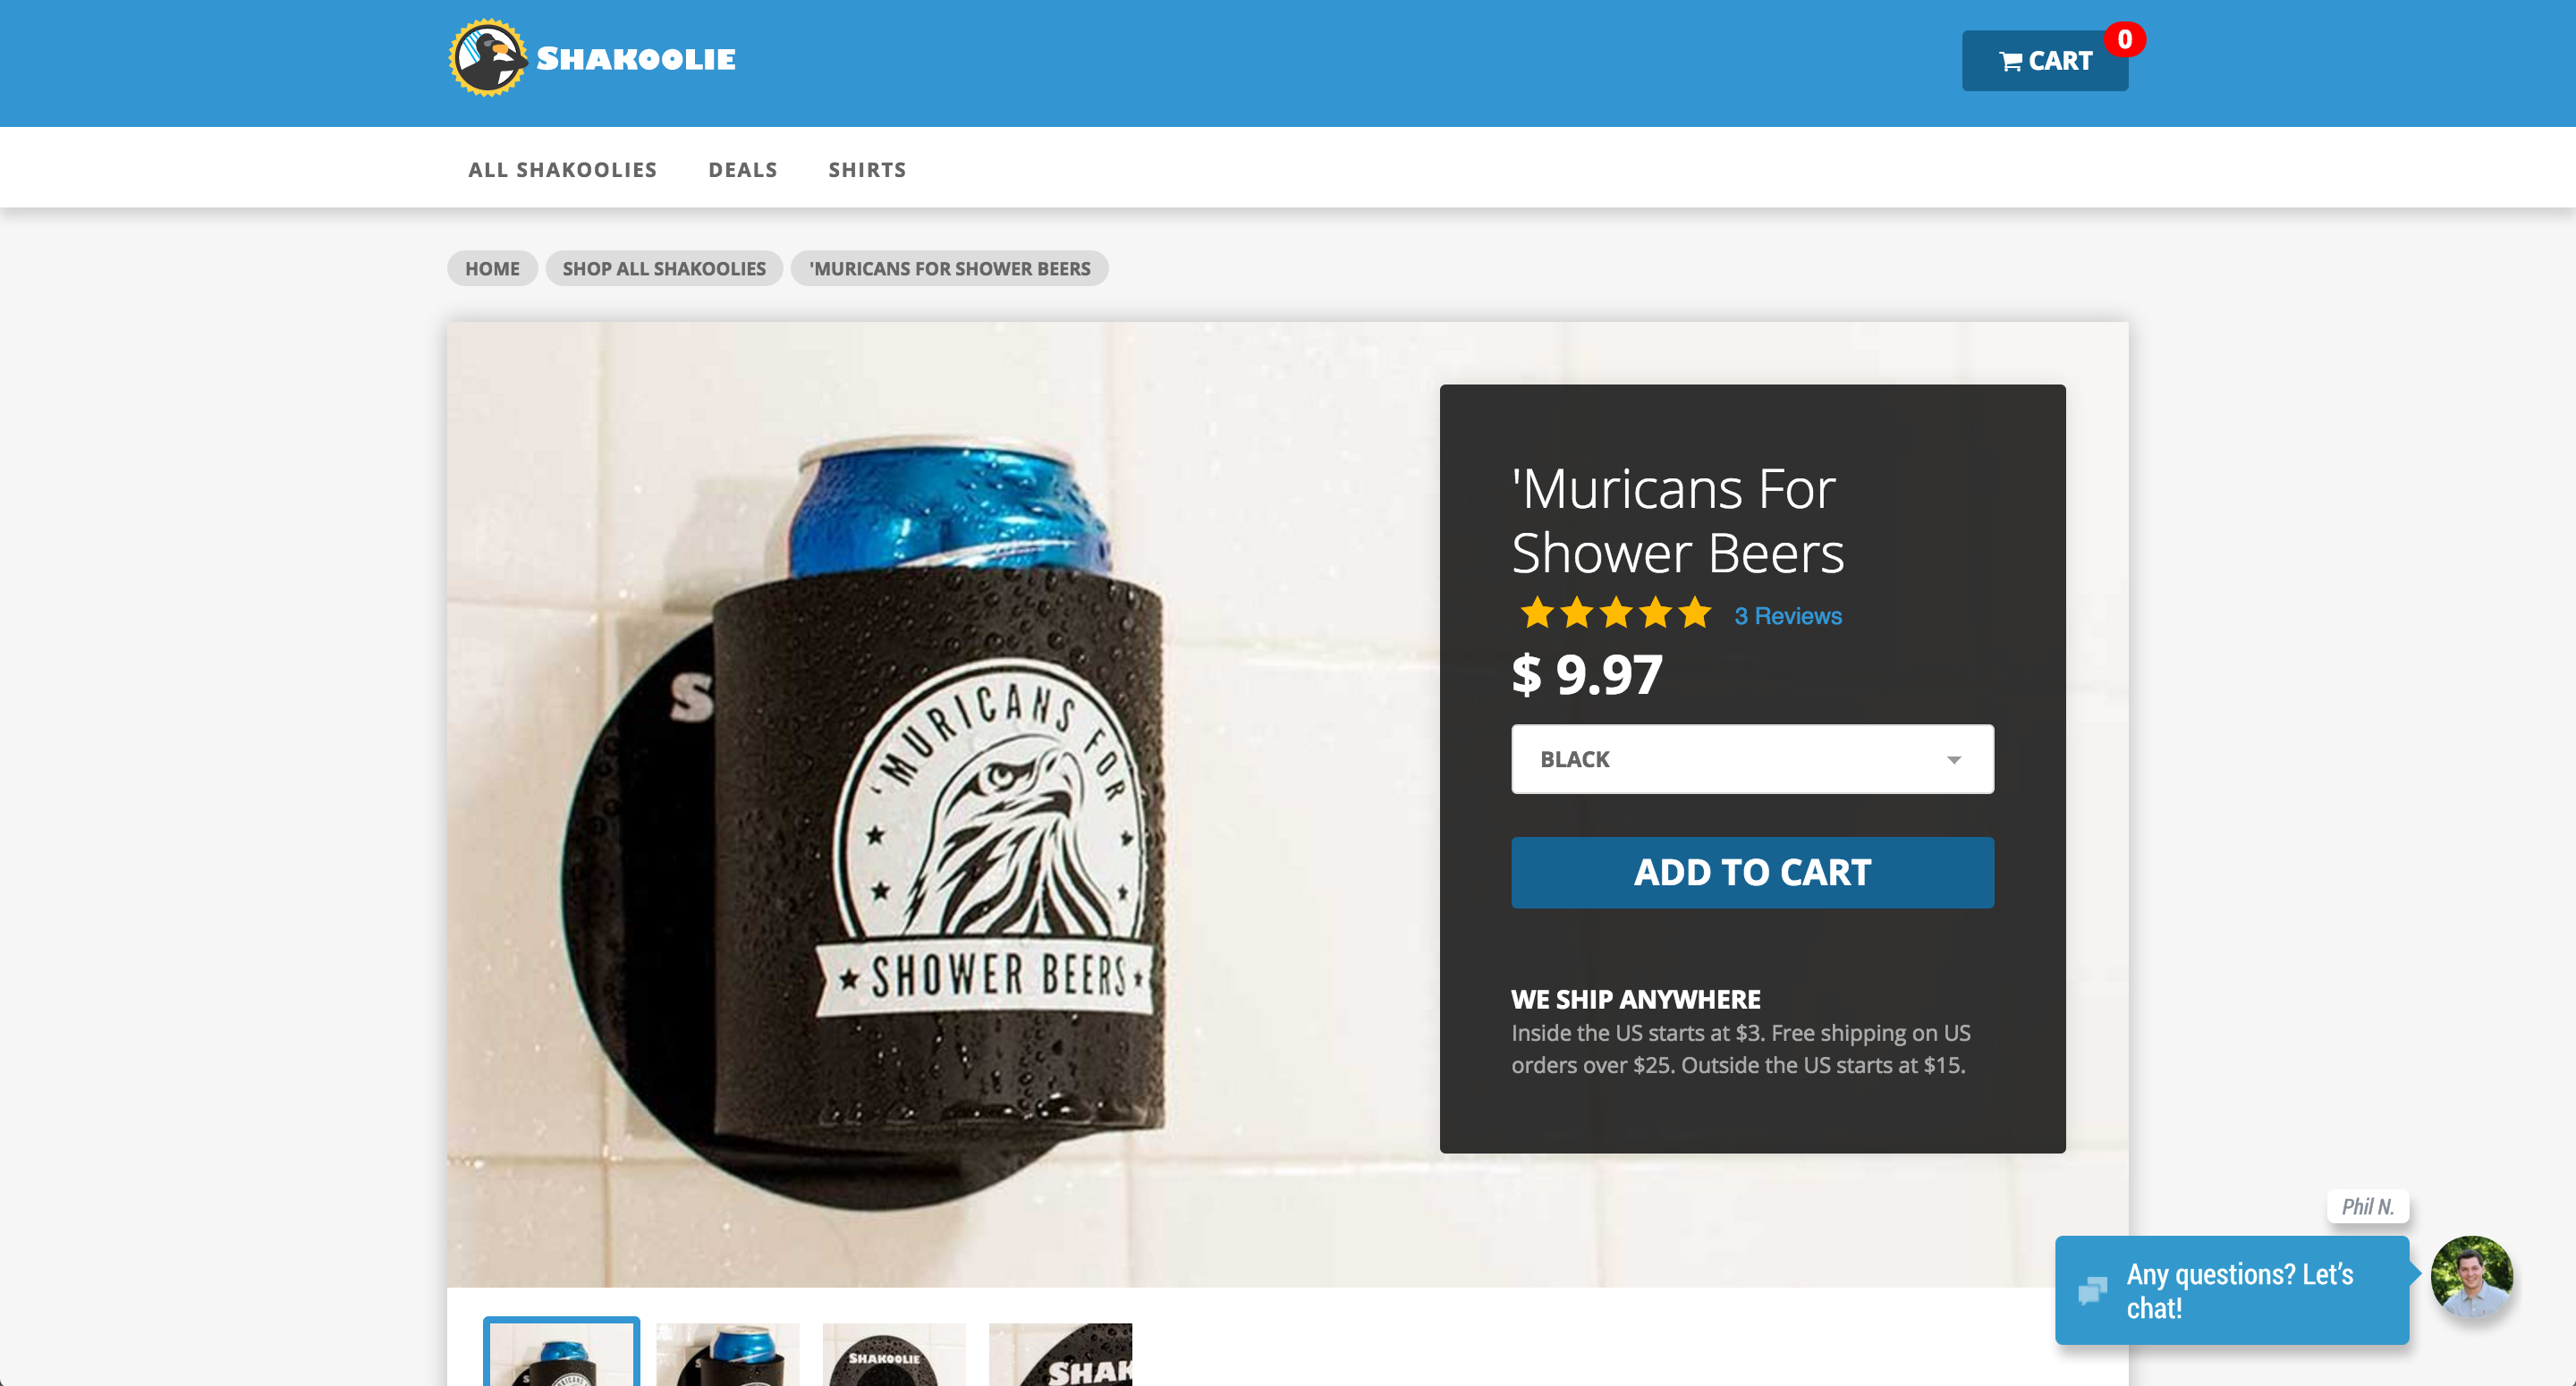 SHAKOOLIE
CART
0
ALL SHAKOOLIES DEALS SHIRTS
HOME SHOP ALL SHAKOOLIES 'MURICANS FOR SHOWER BEERS
S
'MURICANS FOR
SHOWER BEERS
'Muricans For
Shower Beers
3 Reviews
$ 9.97
BLACK
ADD TO CART
WE SHIP ANYWHERE
Inside the US starts at $3. Free shipping on US
orders over $25. Outside the US starts at $15.
Phil N.
Any questions? Let's
chat!
SHAKOOLIE
SHAK